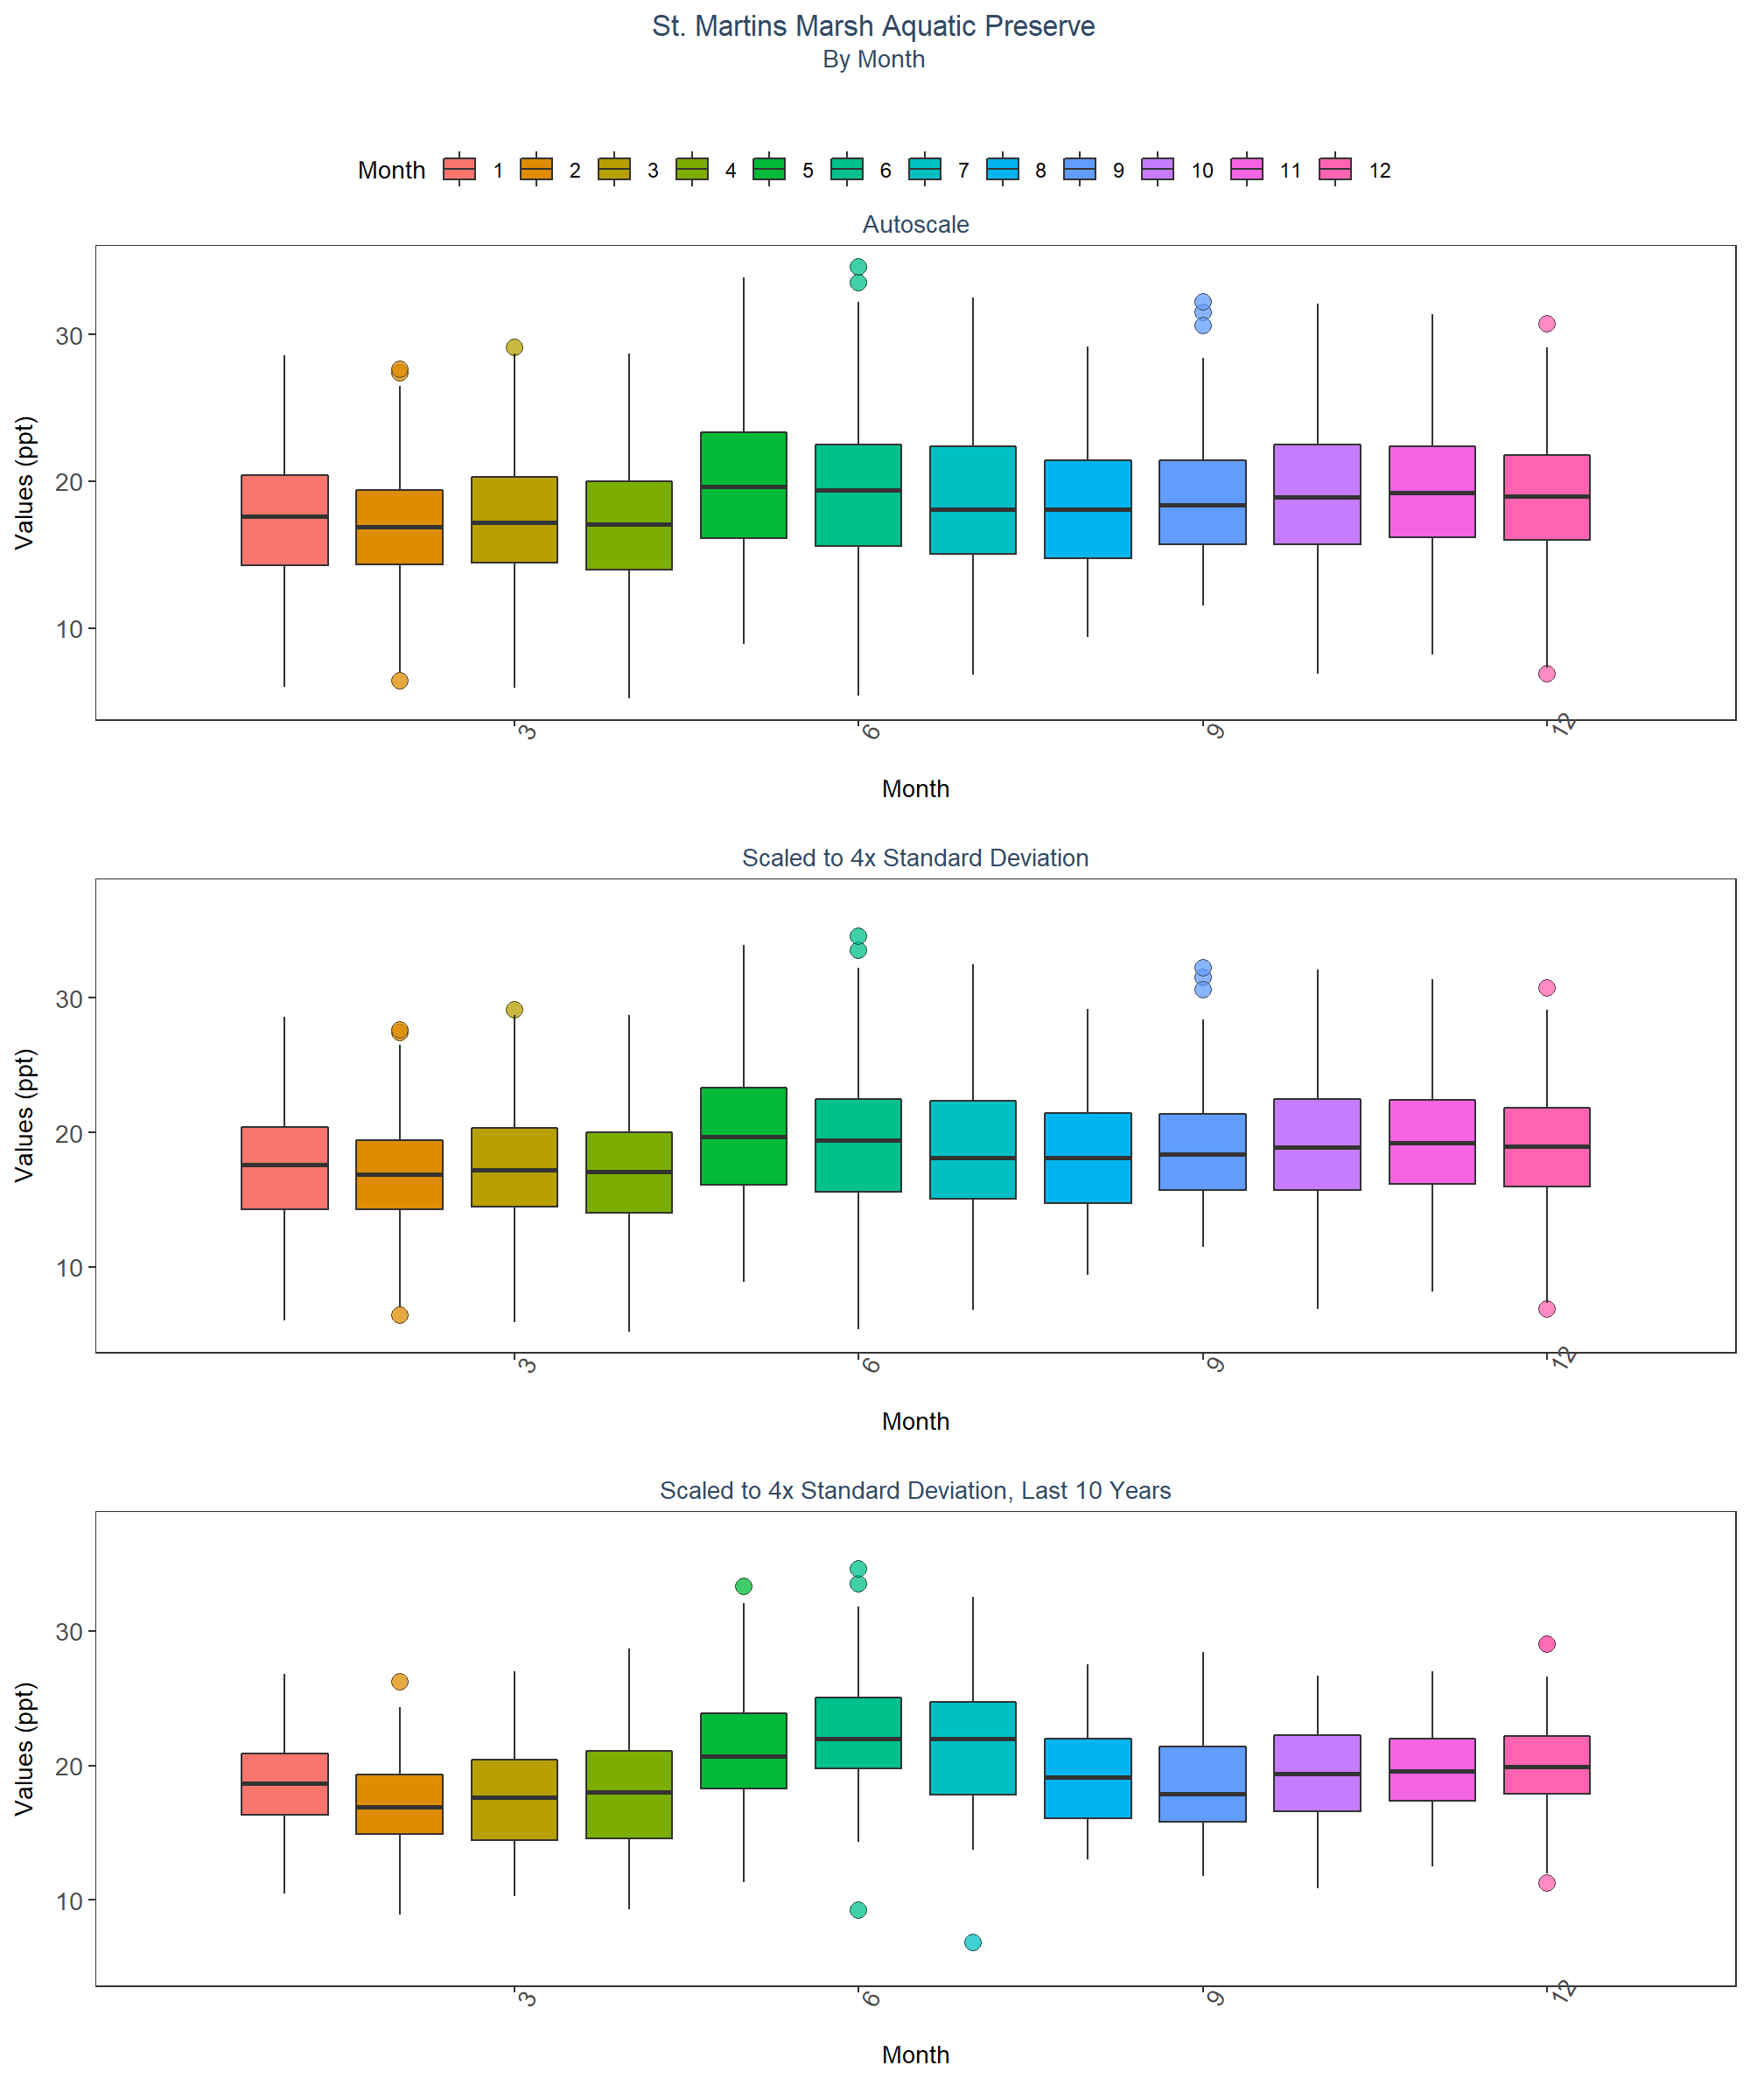 St. Martins Marsh Aquatic Preserve
By Month
Month 1 2 3 4 5 6 7 8 9 10 11 12
Autoscale
Values (ppt)
30
20
10
3 6 9 12
Month
Scaled to 4x Standard Deviation
Values (ppt)
30
20
10
3 6 9 12
Month
Scaled to 4x Standard Deviation, Last 10 Years
Values (ppt)
30
20
10
3 6 9 12
Month